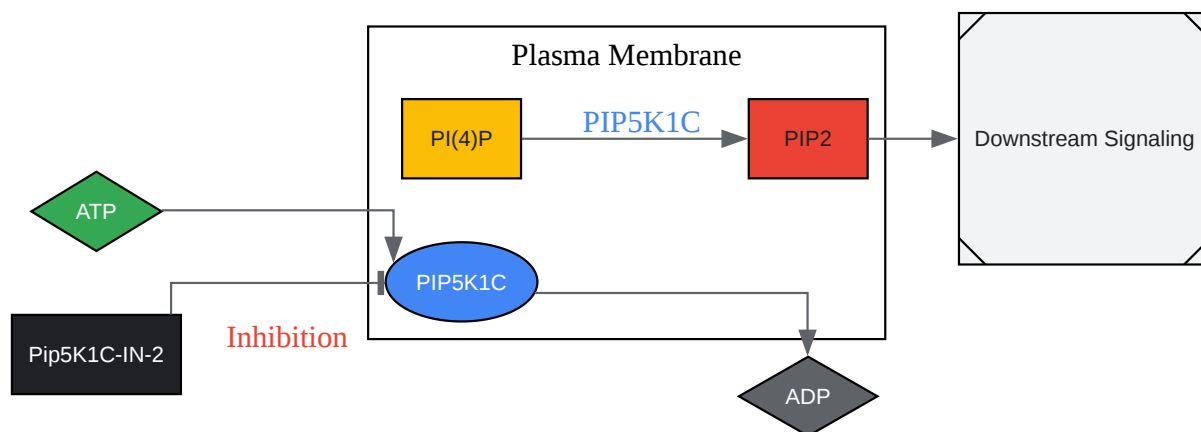 Plasma Membrane
PI(4)P
PIP5K1C
PIP2
Downstream Signaling
ATP
PIP5K1C
Pip5K1C-IN-2
Inhibition
ADP